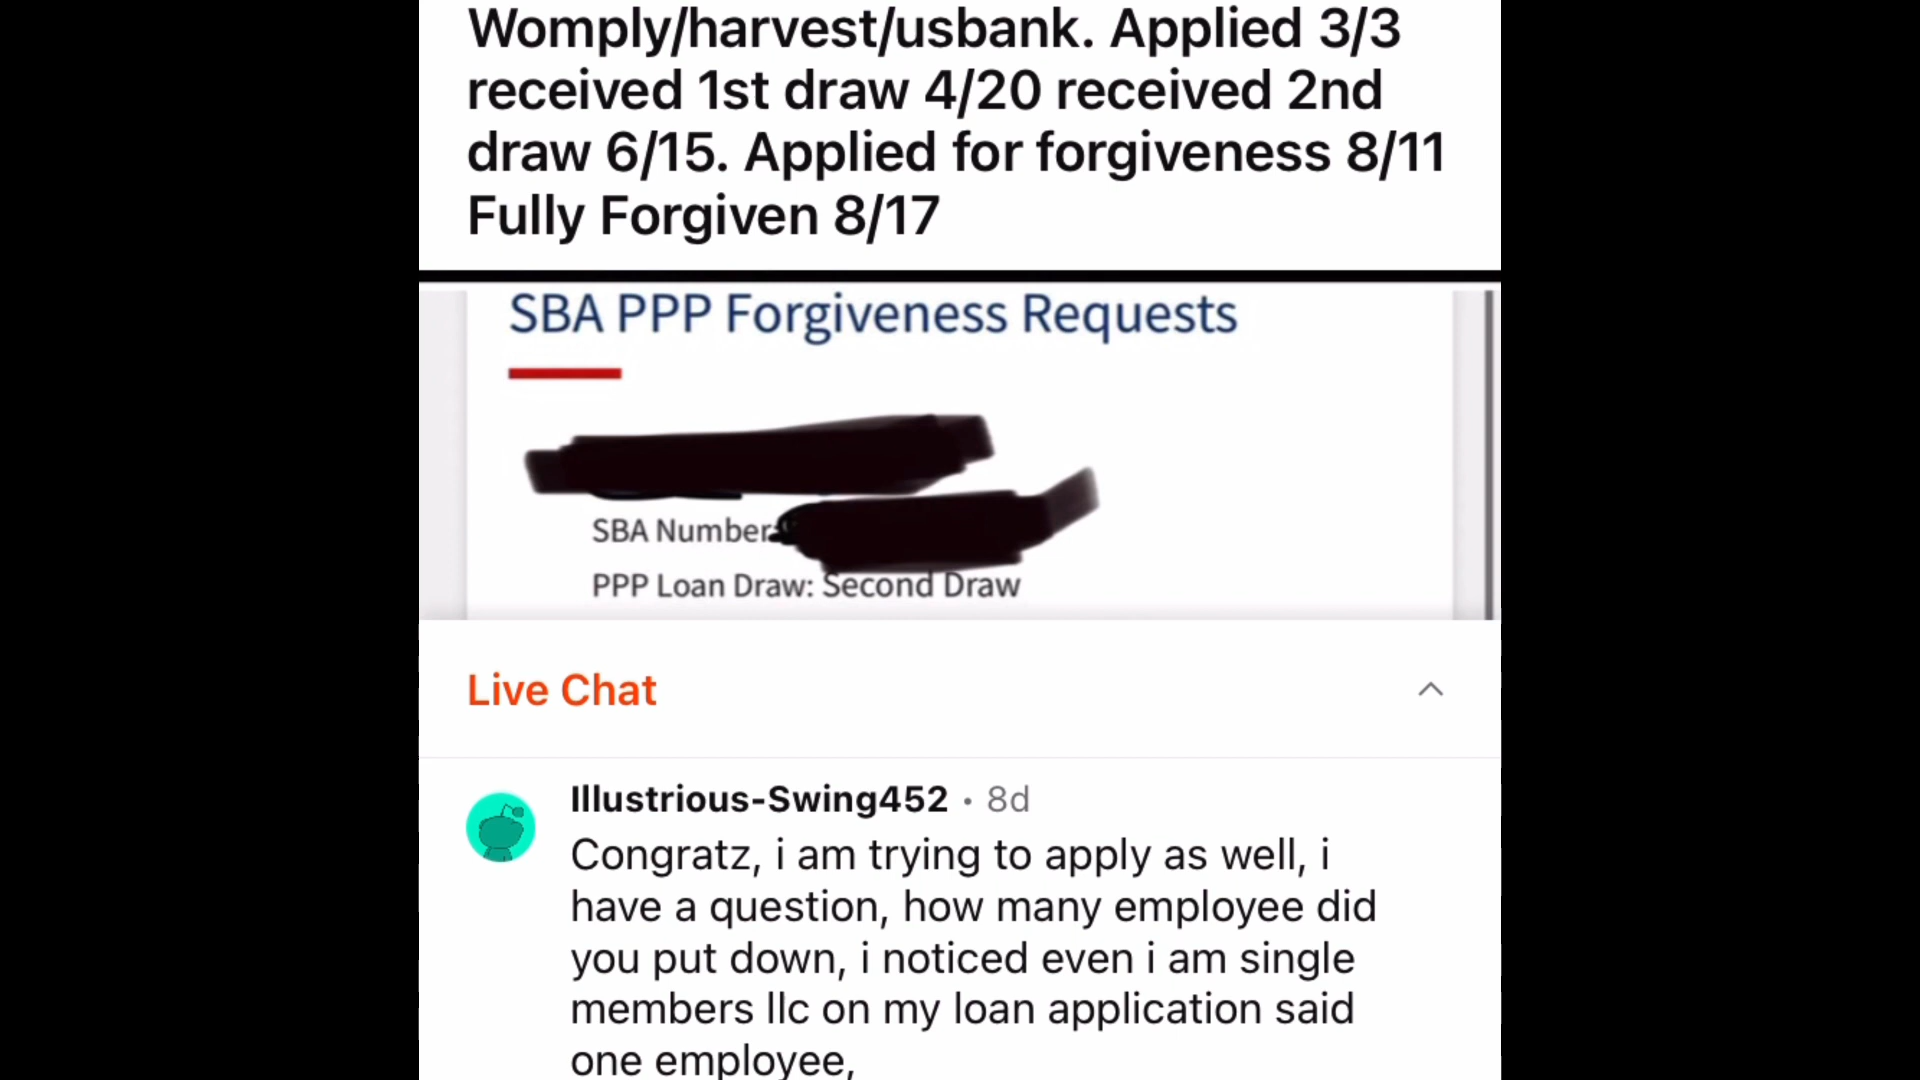 Womply/harvest/usbank. Applied 3/3
received 1st draw 4/20 received 2nd
draw 6/15. Applied for forgiveness 8/11
Fully Forgiven 8/17
SBA PPP Forgiveness Requests
SBA Number:
PPP Loan Draw: Second Draw
Live Chat
Illustrious-Swing452 • 8d
Congratz, i am trying to apply as well, i
have a question, how many employee did
you put down, i noticed even i am single
members llc on my loan application said
one employee,